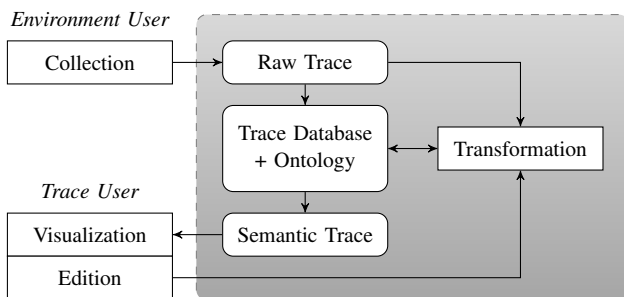 Environment User
Collection
Raw Trace
Trace Database
+ Ontology
Transformation
Trace User
Visualization
Semantic Trace
Edition